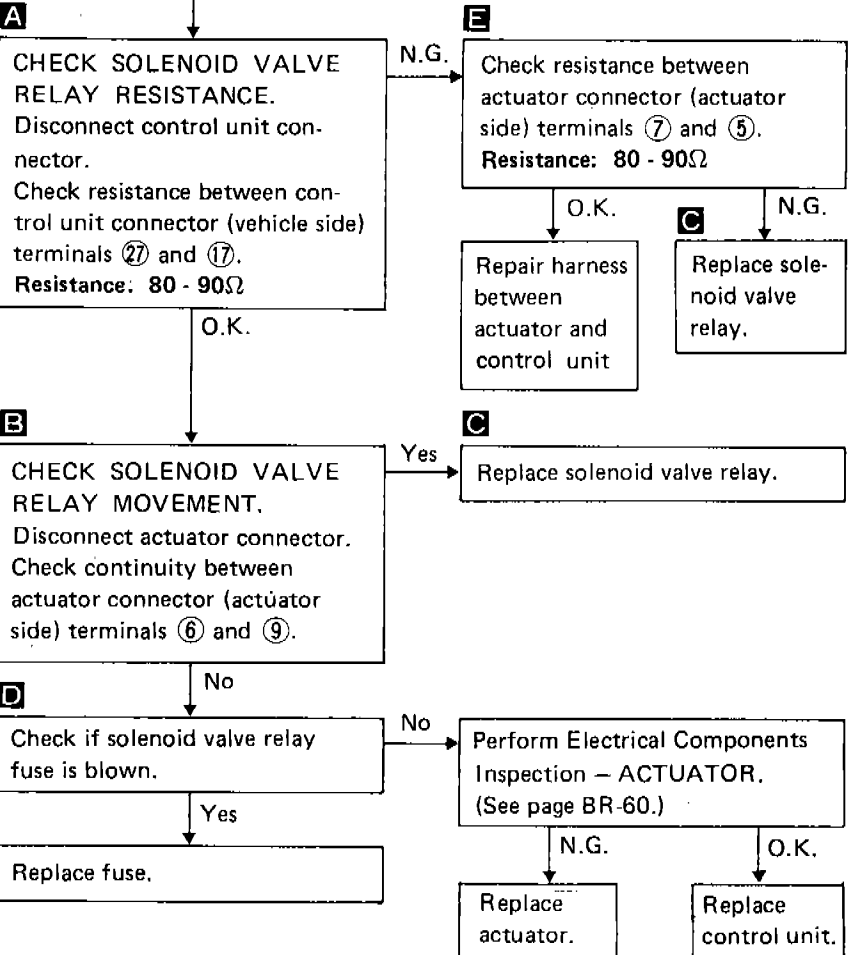 A
CHECK SOLENOID VALVE
RELAY RESISTANCE.
Disconnect control unit con-
nector.
Check resistance between con-
trol unit connector (vehicle side)
terminals ㉗ and ⑰.
Resistance: 80 - 90Ω
N.G.
E
Check resistance between
actuator connector (actuator
side) terminals ⑦ and ⑤.
Resistance: 80 - 90Ω
O.K.
Repair harness
between
actuator and
control unit
N.G.
C
Replace sole-
noid valve
relay.
O.K.
B
CHECK SOLENOID VALVE
RELAY MOVEMENT.
Disconnect actuator connector.
Check continuity between
actuator connector (actuator
side) terminals ⑥ and ⑨.
Yes
C
Replace solenoid valve relay.
No
D
Check if solenoid valve relay
fuse is blown.
Yes
Replace fuse.
No
Perform Electrical Components
Inspection — ACTUATOR.
(See page BR-60.)
N.G.
Replace
actuator.
O.K.
Replace
control unit.